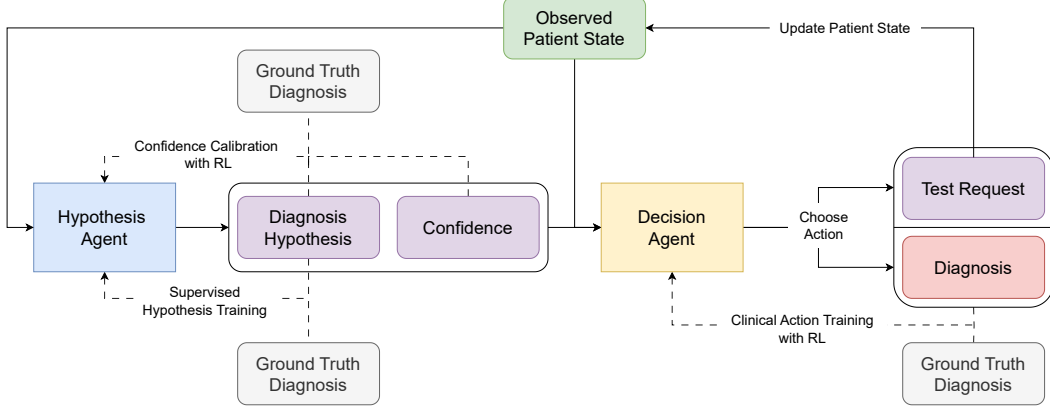 Observed
Patient State
Update Patient State
Ground Truth
Diagnosis
Confidence Calibration
with RL
Hypothesis
Agent
Diagnosis
Hypothesis
Confidence
Decision
Agent
Choose
Action
Test Request
Diagnosis
Supervised
Hypothesis Training
Clinical Action Training
with RL
Ground Truth
Diagnosis
Ground Truth
Diagnosis